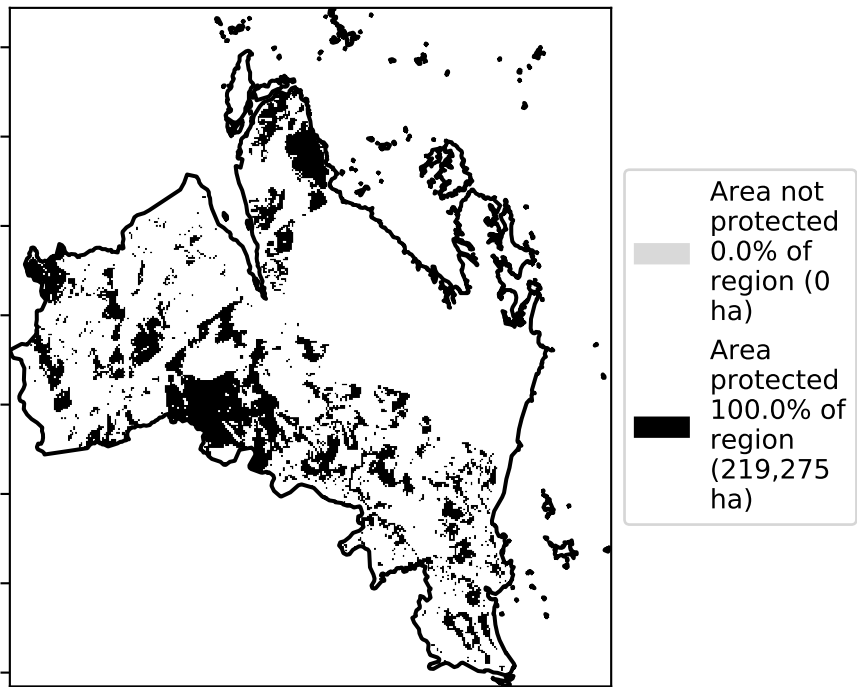 Area not
protected
0.0% of
region (0
ha)
Area
protected
100.0% of
region
(219,275
ha)